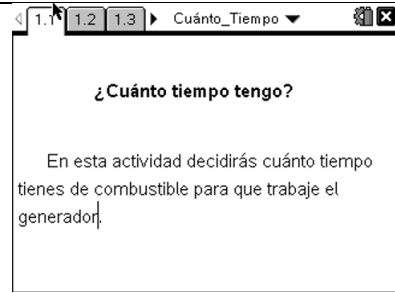 1.1 1.2 1.3 Cuánto_Tiempo
¿Cuánto tiempo tengo?
En esta actividad decidirás cuánto tiempo
tienes de combustible para que trabaje el
generador.